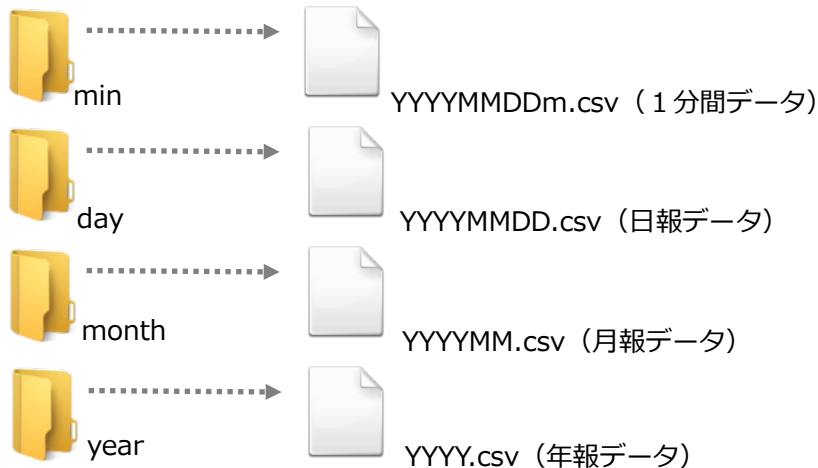 min
YYYYMMDDm.csv（１分間データ）
day
YYYYMMDD.csv（日報データ）
month
YYYYMM.csv（月報データ）
year
YYYY.csv（年報データ）